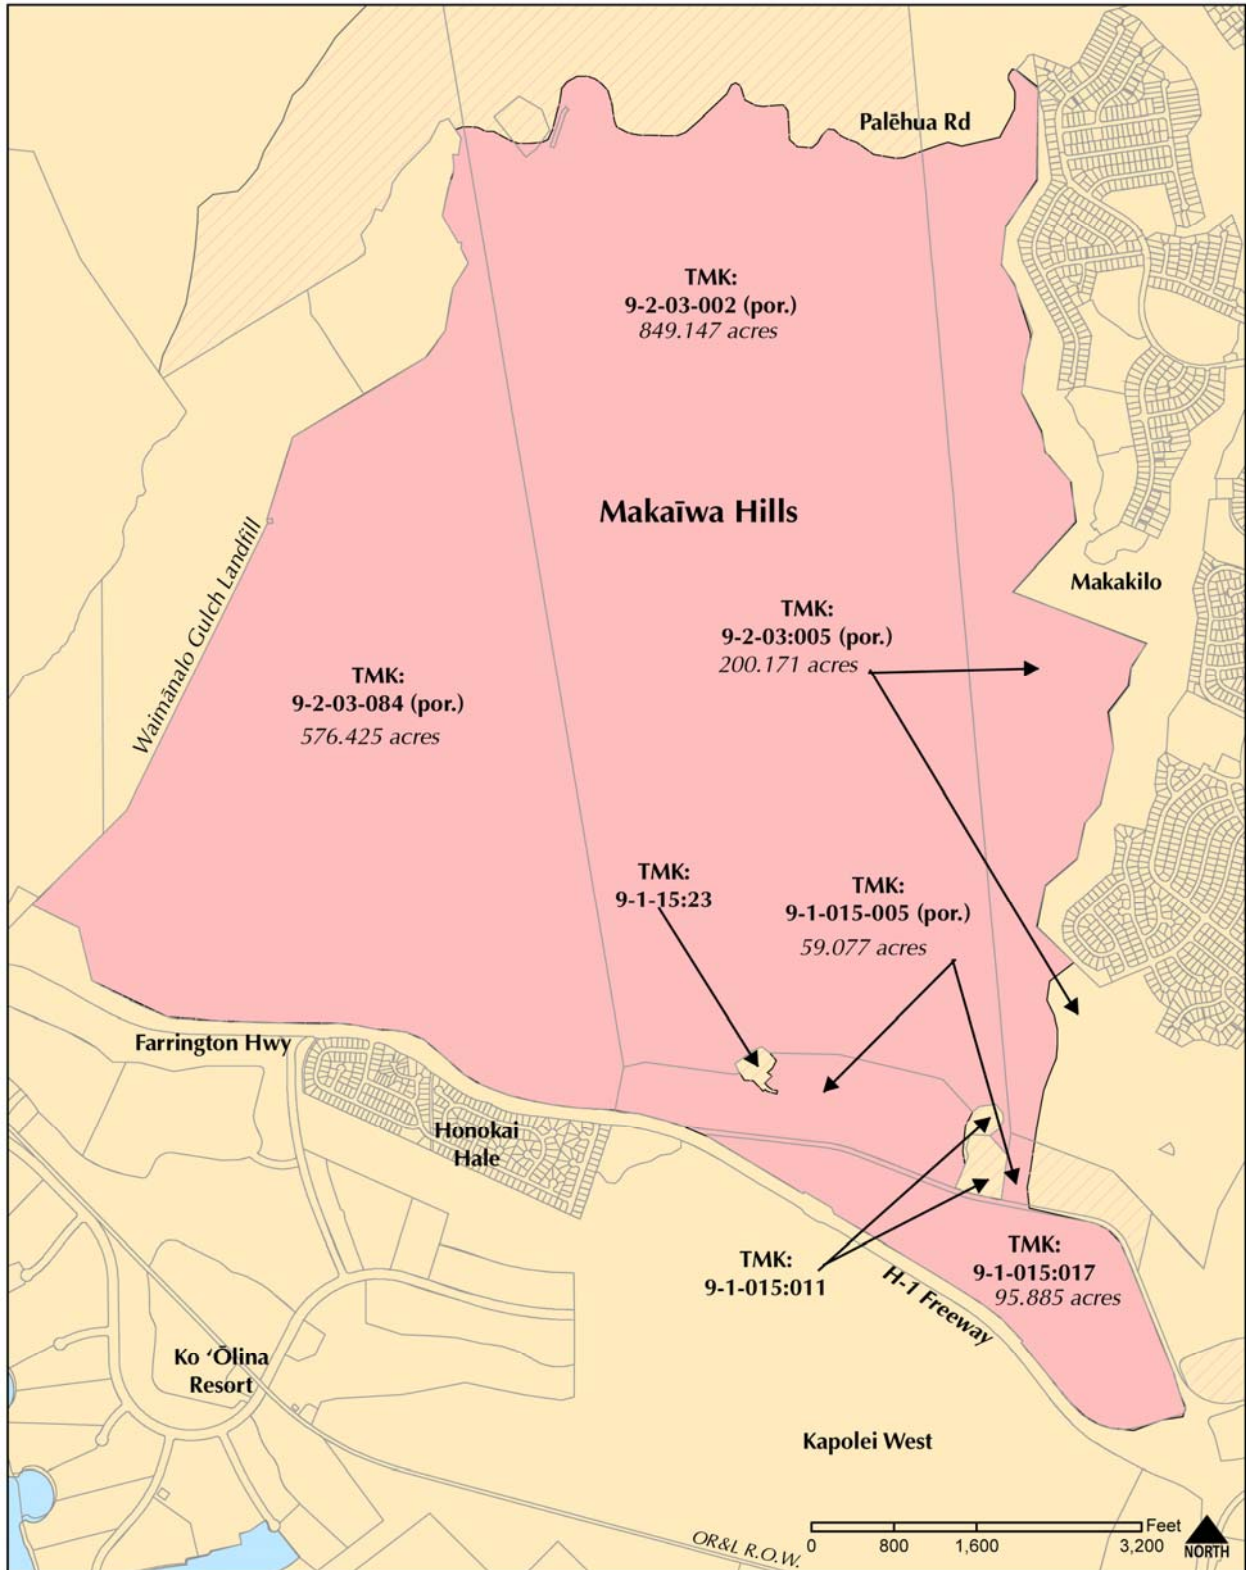 Palēhua Rd
TMK:
9-2-03-002 (por.)
849.147 acres
Makaīwa Hills
Waimānalo Gulch Landfill
Makakilo
TMK:
9-2-03:005 (por.)
200.171 acres
TMK:
9-2-03-084 (por.)
576.425 acres
TMK:
9-1-15:23
TMK:
9-1-015-005 (por.)
59.077 acres
Farrington Hwy
Honokai
Hale
TMK:
9-1-015:011
H-1 Freeway
TMK:
9-1-015:017
95.885 acres
Ko ‘Ōlina
Resort
Kapolei West
OR&L R.O.W.
Feet
0 800 1,600 3,200
NORTH